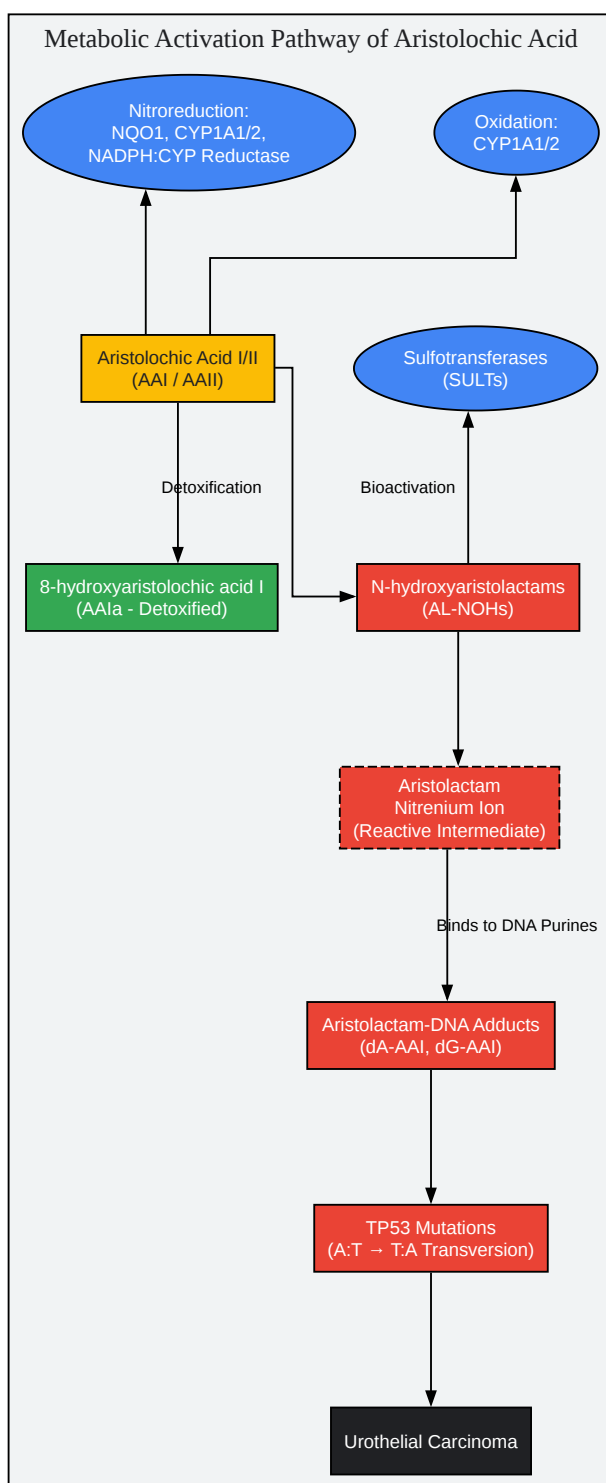 Metabolic Activation Pathway of Aristolochic Acid
Nitroreduction:
NQO1, CYP1A1/2,
NADPH:CYP Reductase
Oxidation:
CYP1A1/2
Aristolochic Acid I/II
(AAI / AAII)
Sulfotransferases
(SULTs)
Detoxification
Bioactivation
8-hydroxyaristolochic acid I
(AAIa - Detoxified)
N-hydroxyaristolactams
(AL-NOHs)
Aristolactam
Nitrenium Ion
(Reactive Intermediate)
Binds to DNA Purines
Aristolactam-DNA Adducts
(dA-AAI, dG-AAI)
TP53 Mutations
(A:T → T:A Transversion)
Urothelial Carcinoma